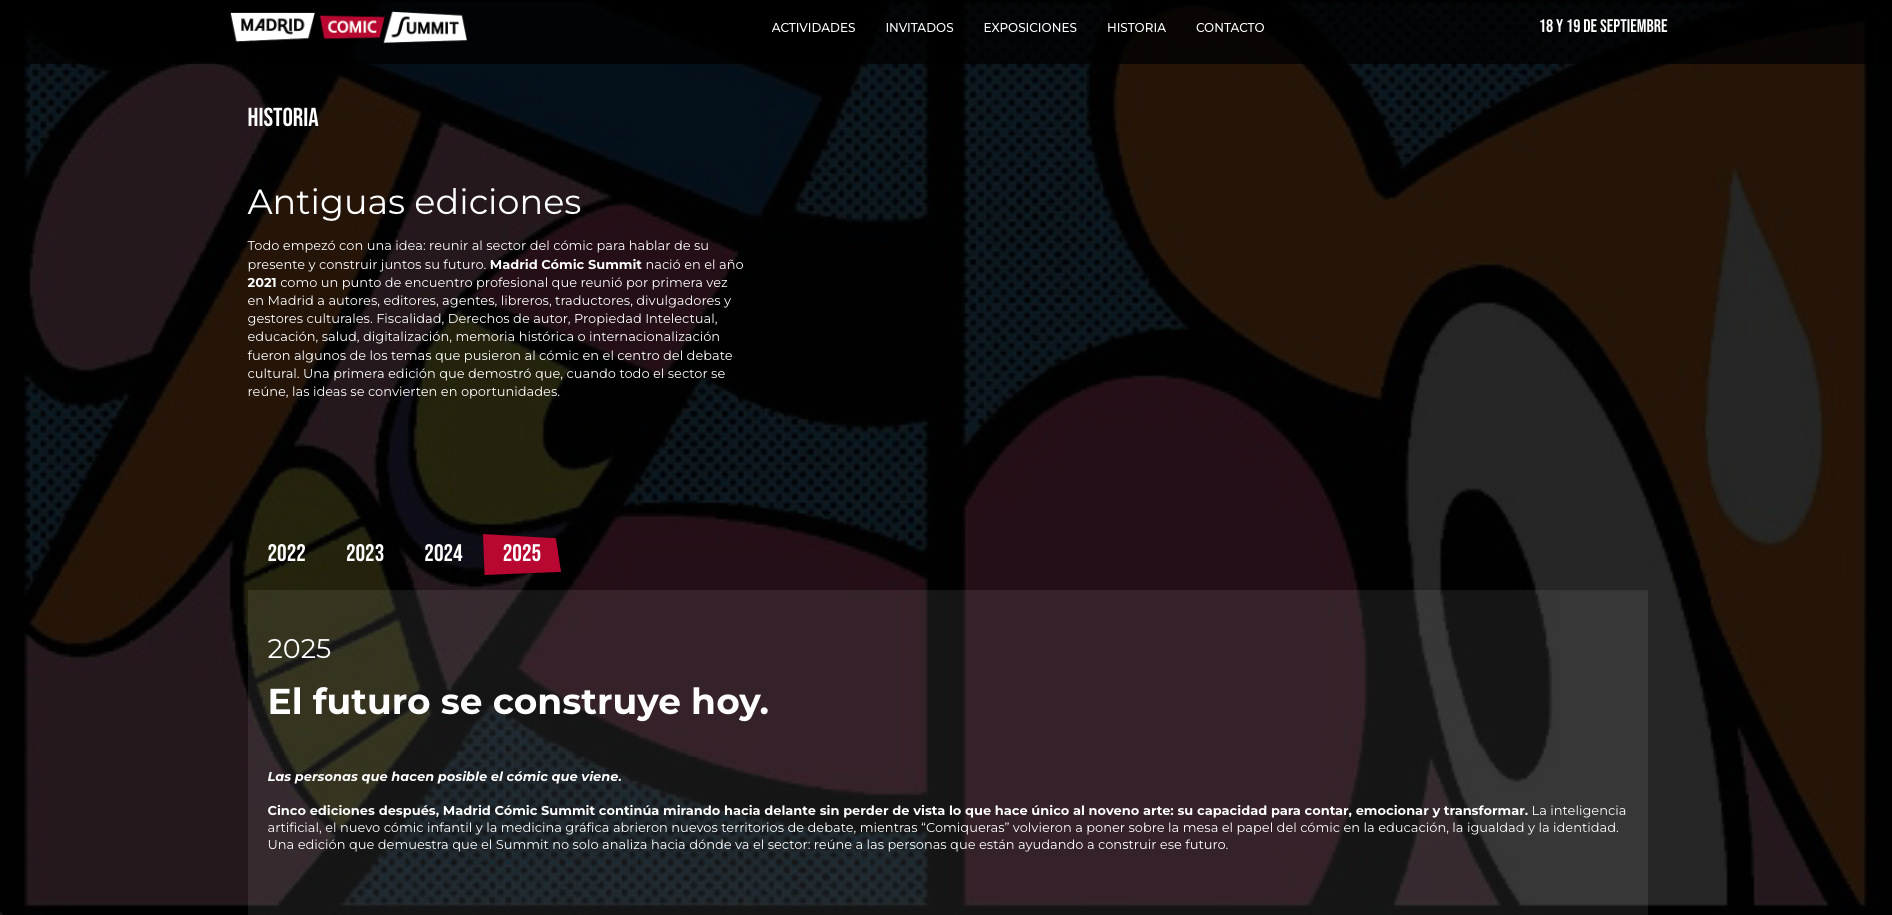 MADRID COMIC SUMMIT
ACTIVIDADES INVITADOS EXPOSICIONES HISTORIA CONTACTO
18 Y 19 DE SEPTIEMBRE
HISTORIA
Antiguas ediciones
Todo empezó con una idea: reunir al sector del cómic para hablar de su
presente y construir juntos su futuro. Madrid Cómic Summit nació en el año
2021 como un punto de encuentro profesional que reunió por primera vez
en Madrid a autores, editores, agentes, libreros, traductores, divulgadores y
gestores culturales. Fiscalidad, Derechos de autor, Propiedad Intelectual,
educación, salud, digitalización, memoria histórica o internacionalización
fueron algunos de los temas que pusieron al cómic en el centro del debate
cultural. Una primera edición que demostró que, cuando todo el sector se
reúne, las ideas se convierten en oportunidades.
2022 2023 2024 2025
2025
El futuro se construye hoy.
Las personas que hacen posible el cómic que viene.
Cinco ediciones después, Madrid Cómic Summit continúa mirando hacia delante sin perder de vista lo que hace único al noveno arte: su capacidad para contar, emocionar y transformar. La inteligencia
artificial, el nuevo cómic infantil y la medicina gráfica abrieron nuevos territorios de debate, mientras “Comiqueras” volvieron a poner sobre la mesa el papel del cómic en la educación, la igualdad y la identidad.
Una edición que demuestra que el Summit no solo analiza hacia dónde va el sector: reúne a las personas que están ayudando a construir ese futuro.